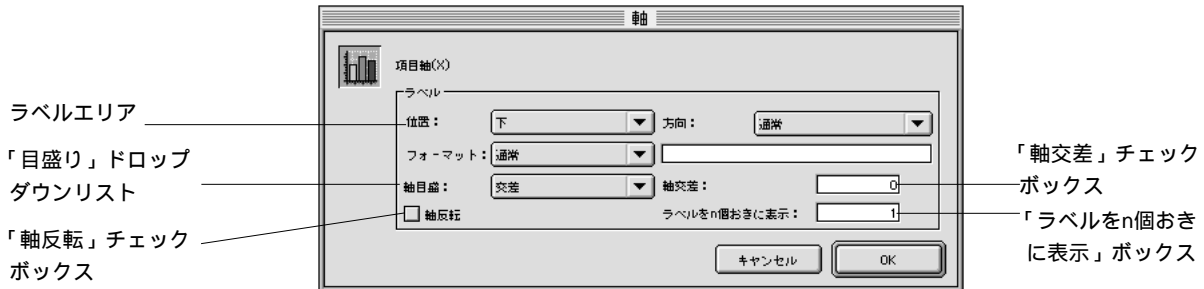 軸
項目軸(X)
ラベル
ラベルエリア
位置：
下
方向：
通常
「目盛り」ドロップ
ダウンリスト
フォーマット：
通常
軸目盛：
交差
軸交差：
0
「軸交差」チェック
ボックス
軸反転
ラベルをn個おきに表示：
1
「軸反転」チェック
ボックス
「ラベルをn個おき
に表示」ボックス
キャンセル
OK